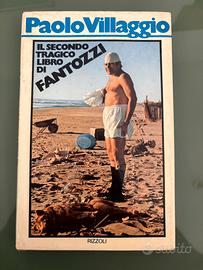 Paolo Villaggio
IL SECONDO
TRAGICO
LIBRO
DI
FANTOZZI
RIZZOLI
subito